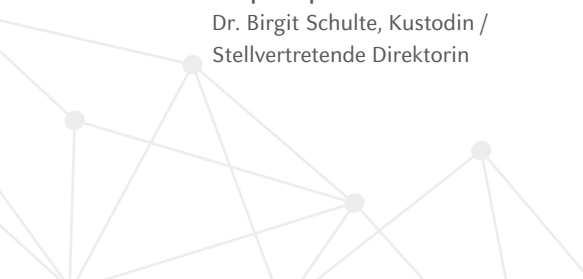 Dr. Birgit Schulte, Kustodin /
Stellvertretende Direktorin